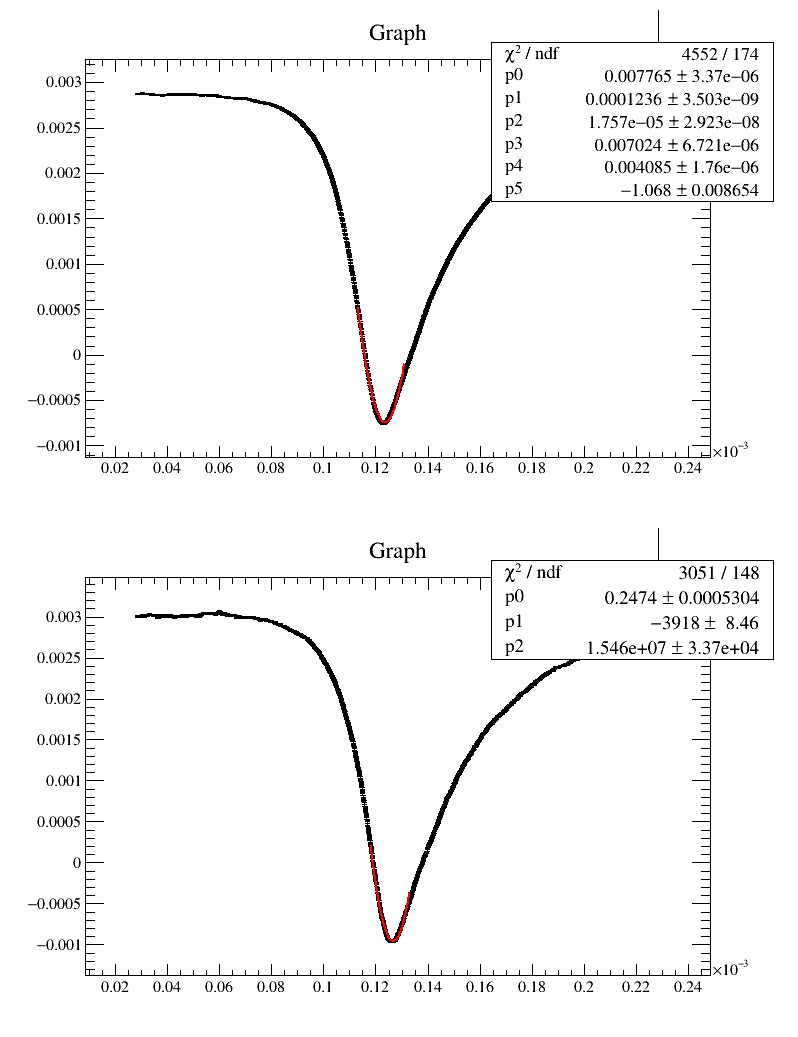 Graph
χ² / ndf 4552 / 174
p0 0.007765 ± 3.37e−06
p1 0.0001236 ± 3.503e−09
p2 1.757e−05 ± 2.923e−08
p3 0.007024 ± 6.721e−06
p4 0.004085 ± 1.76e−06
p5 −1.068 ± 0.008654
0.003
0.0025
0.002
0.0015
0.001
0.0005
0
−0.0005
−0.001
×10⁻³
0.02 0.04 0.06 0.08 0.1 0.12 0.14 0.16 0.18 0.2 0.22 0.24
Graph
χ² / ndf 3051 / 148
p0 0.2474 ± 0.0005304
p1 −3918 ± 8.46
p2 1.546e+07 ± 3.37e+04
0.003
0.0025
0.002
0.0015
0.001
0.0005
0
−0.0005
−0.001
×10⁻³
0.02 0.04 0.06 0.08 0.1 0.12 0.14 0.16 0.18 0.2 0.22 0.24